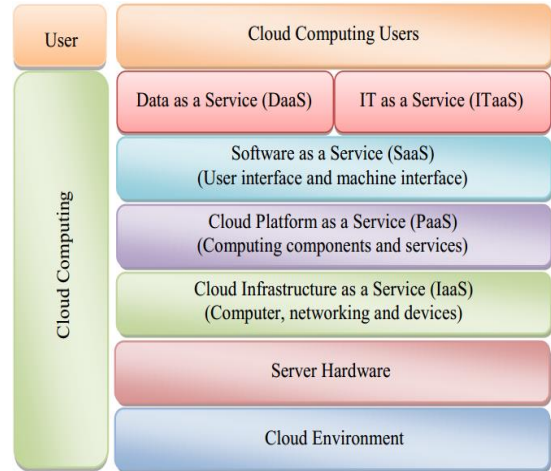 User
Cloud Computing Users
Cloud Computing
Data as a Service (DaaS)
IT as a Service (ITaaS)
Software as a Service (SaaS)
(User interface and machine interface)
Cloud Platform as a Service (PaaS)
(Computing components and services)
Cloud Infrastructure as a Service (IaaS)
(Computer, networking and devices)
Server Hardware
Cloud Environment